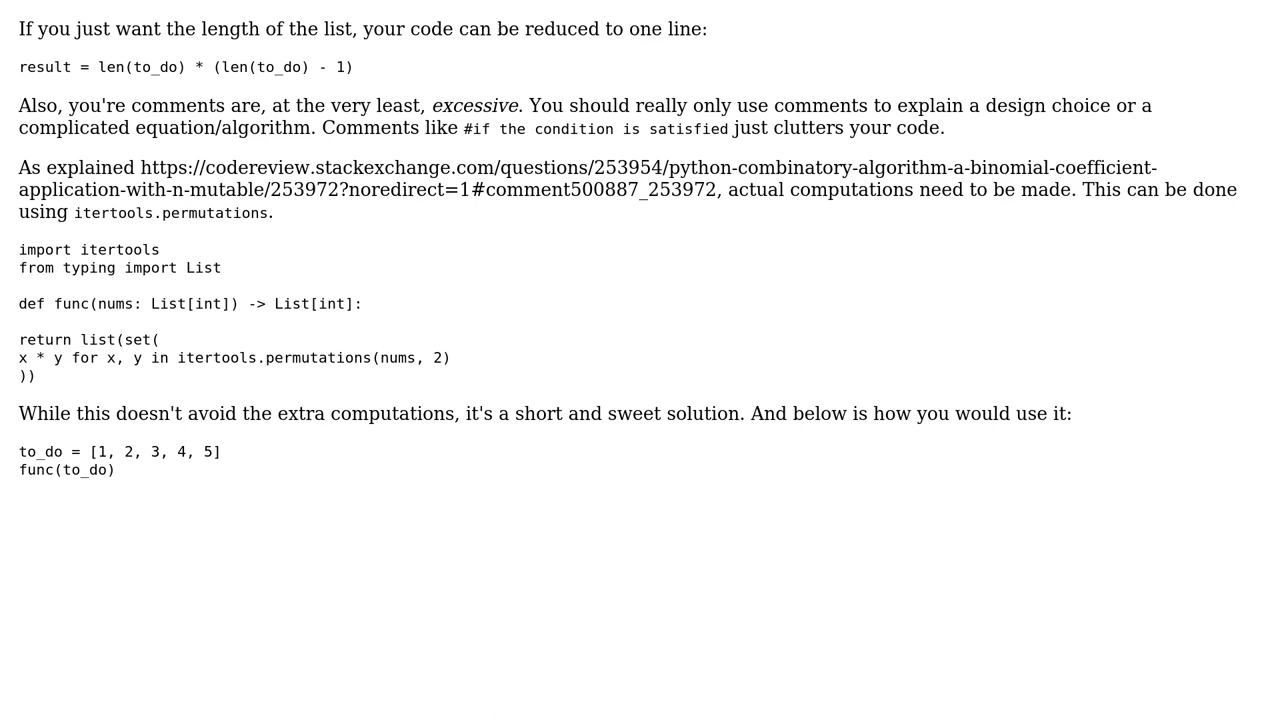 If you just want the length of the list, your code can be reduced to one line:
result = len(to_do) * (len(to_do) - 1)
Also, you're comments are, at the very least, excessive. You should really only use comments to explain a design choice or a
complicated equation/algorithm. Comments like #if the condition is satisfied just clutters your code.
As explained https://codereview.stackexchange.com/questions/253954/python-combinatory-algorithm-a-binomial-coefficient-
application-with-n-mutable/253972?noredirect=1#comment500887_253972, actual computations need to be made. This can be done
using itertools.permutations.
import itertools
from typing import List
def func(nums: List[int]) -> List[int]:
return list(set(
x * y for x, y in itertools.permutations(nums, 2)
))
While this doesn't avoid the extra computations, it's a short and sweet solution. And below is how you would use it:
to_do = [1, 2, 3, 4, 5]
func(to_do)